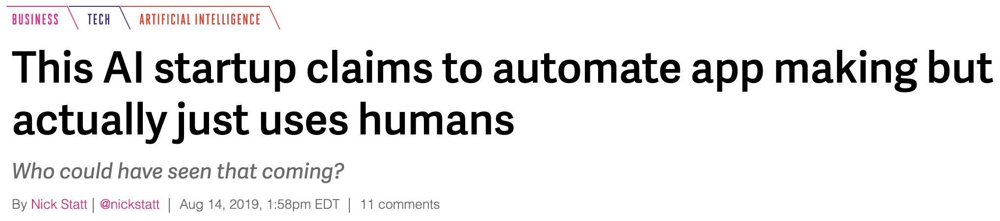 BUSINESS TECH ARTIFICIAL INTELLIGENCE
This AI startup claims to automate app making but
actually just uses humans
Who could have seen that coming?
By Nick Statt | @nickstatt | Aug 14, 2019, 1:58pm EDT | 11 comments